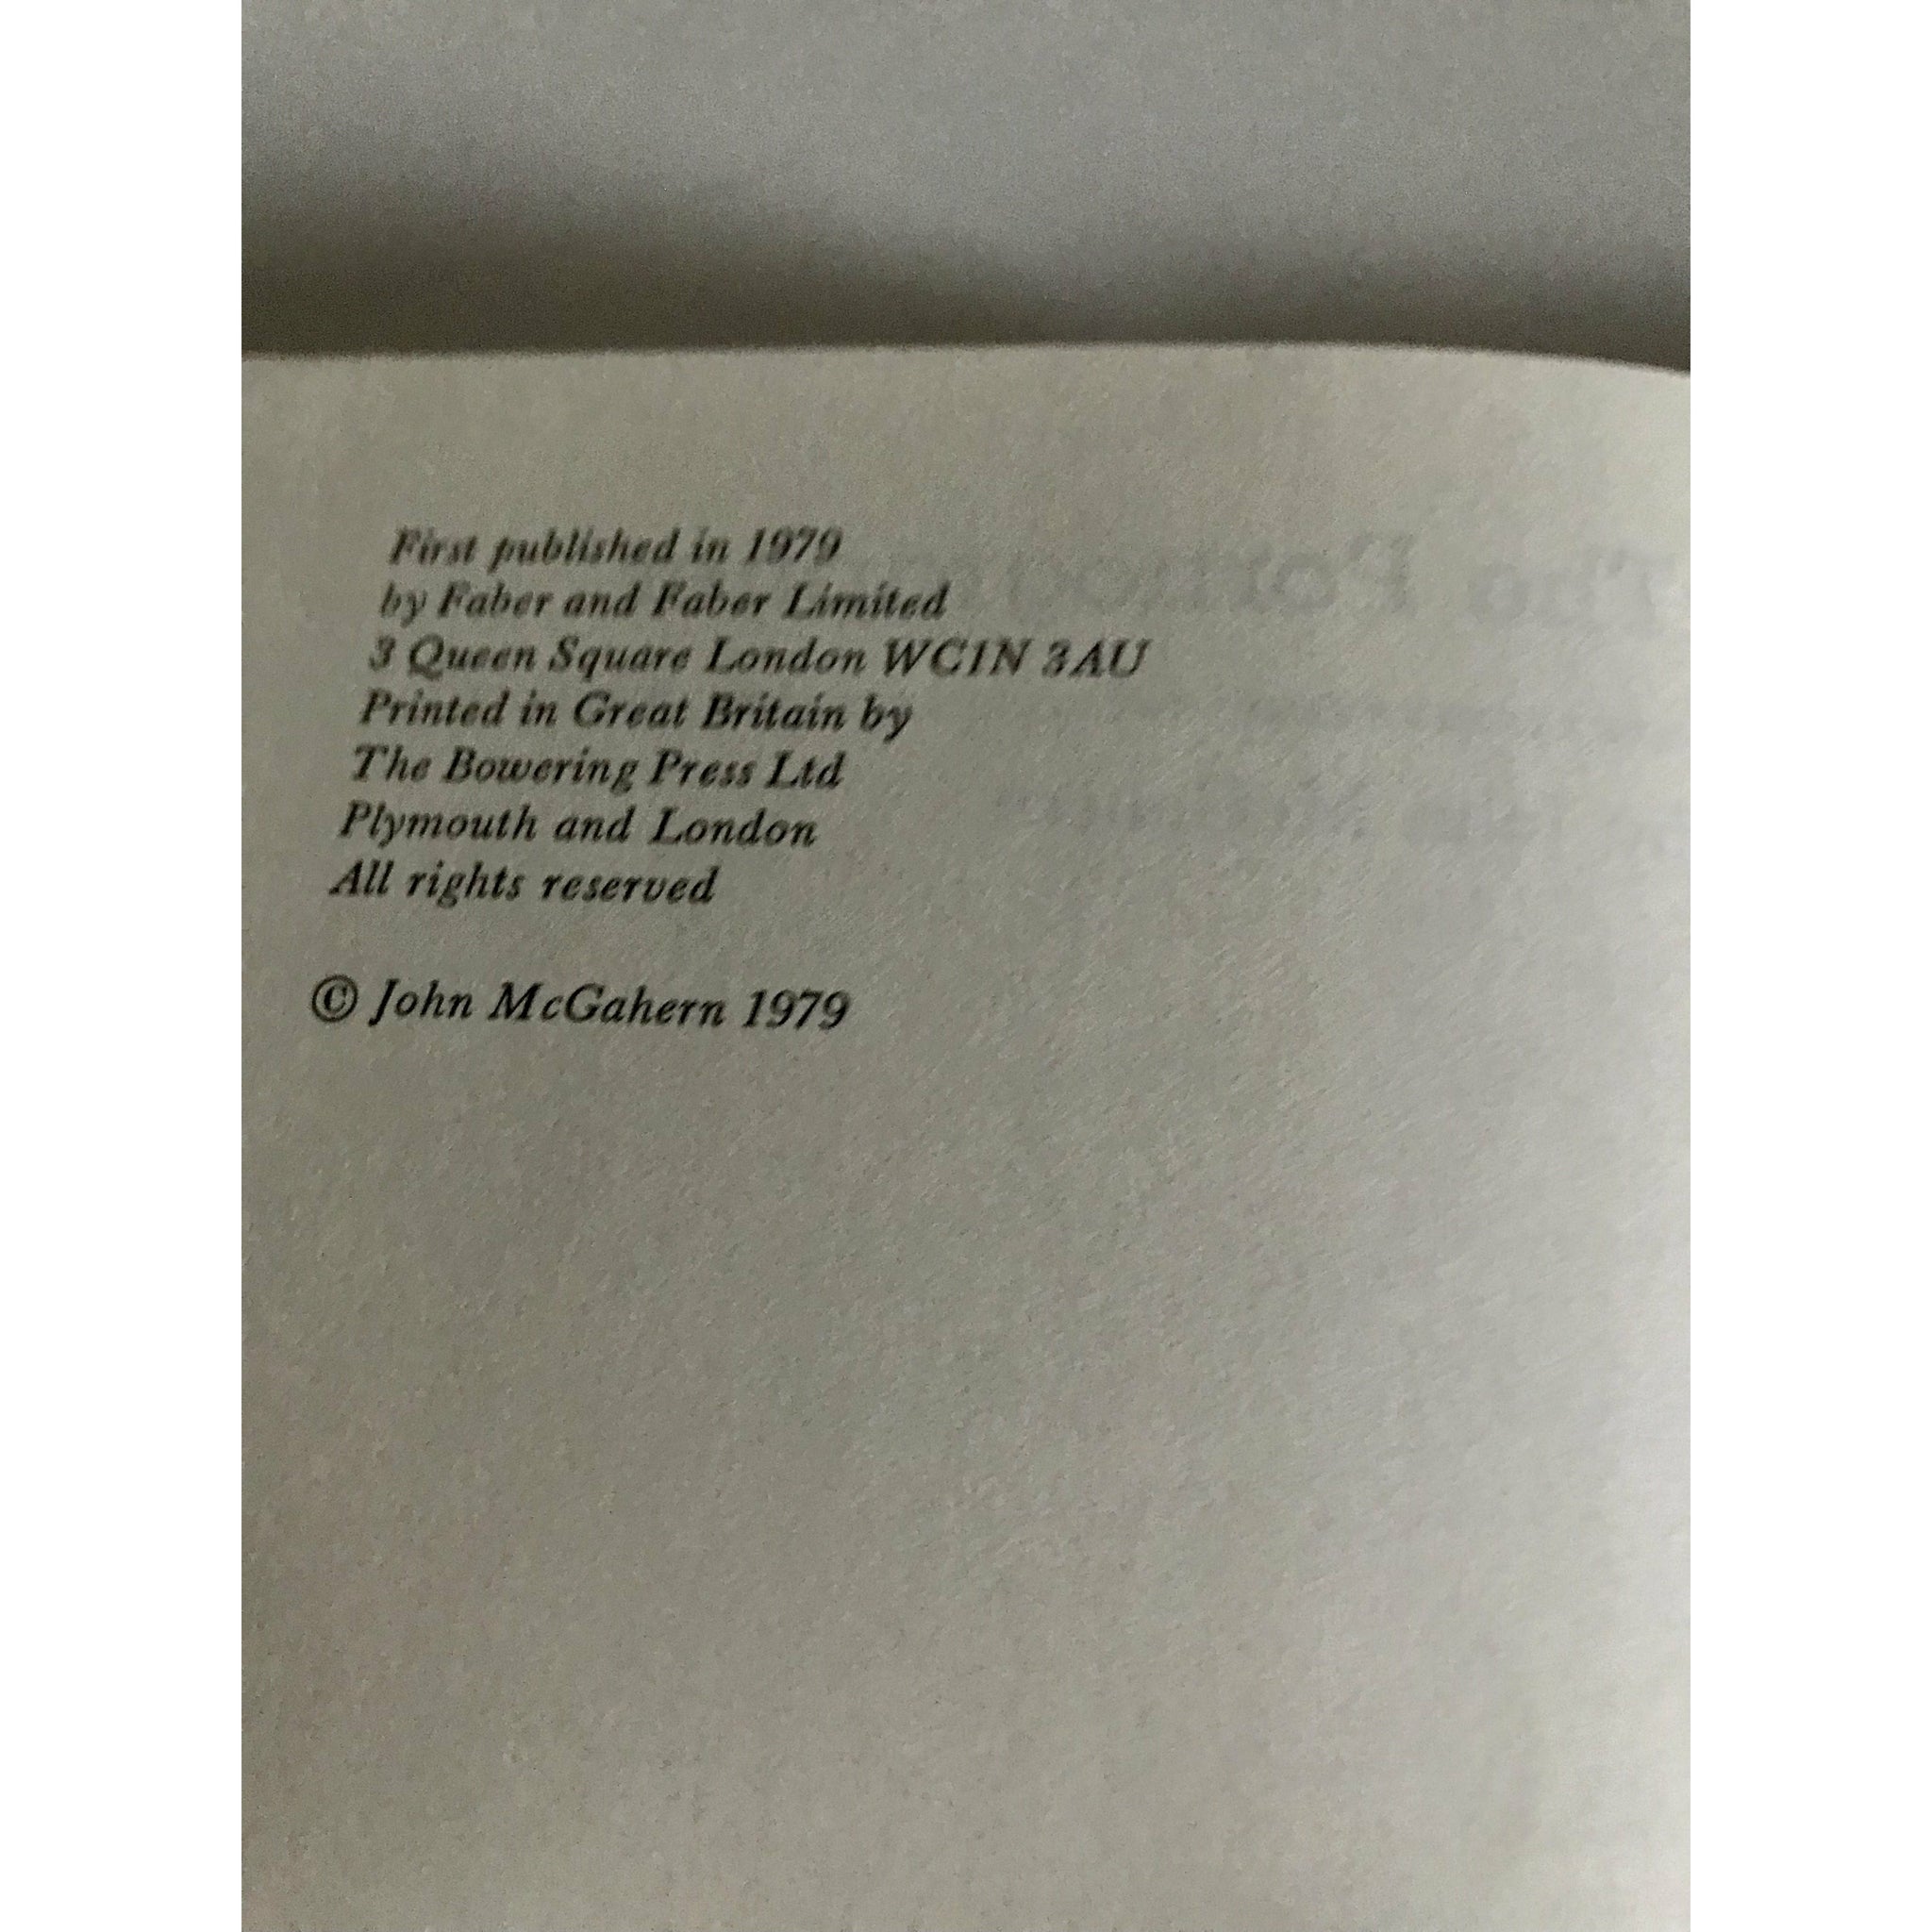 First published in 1979
by Faber and Faber Limited
3 Queen Square London WC1N 3AU
Printed in Great Britain by
The Bowering Press Ltd
Plymouth and London
All rights reserved
© John McGahern 1979